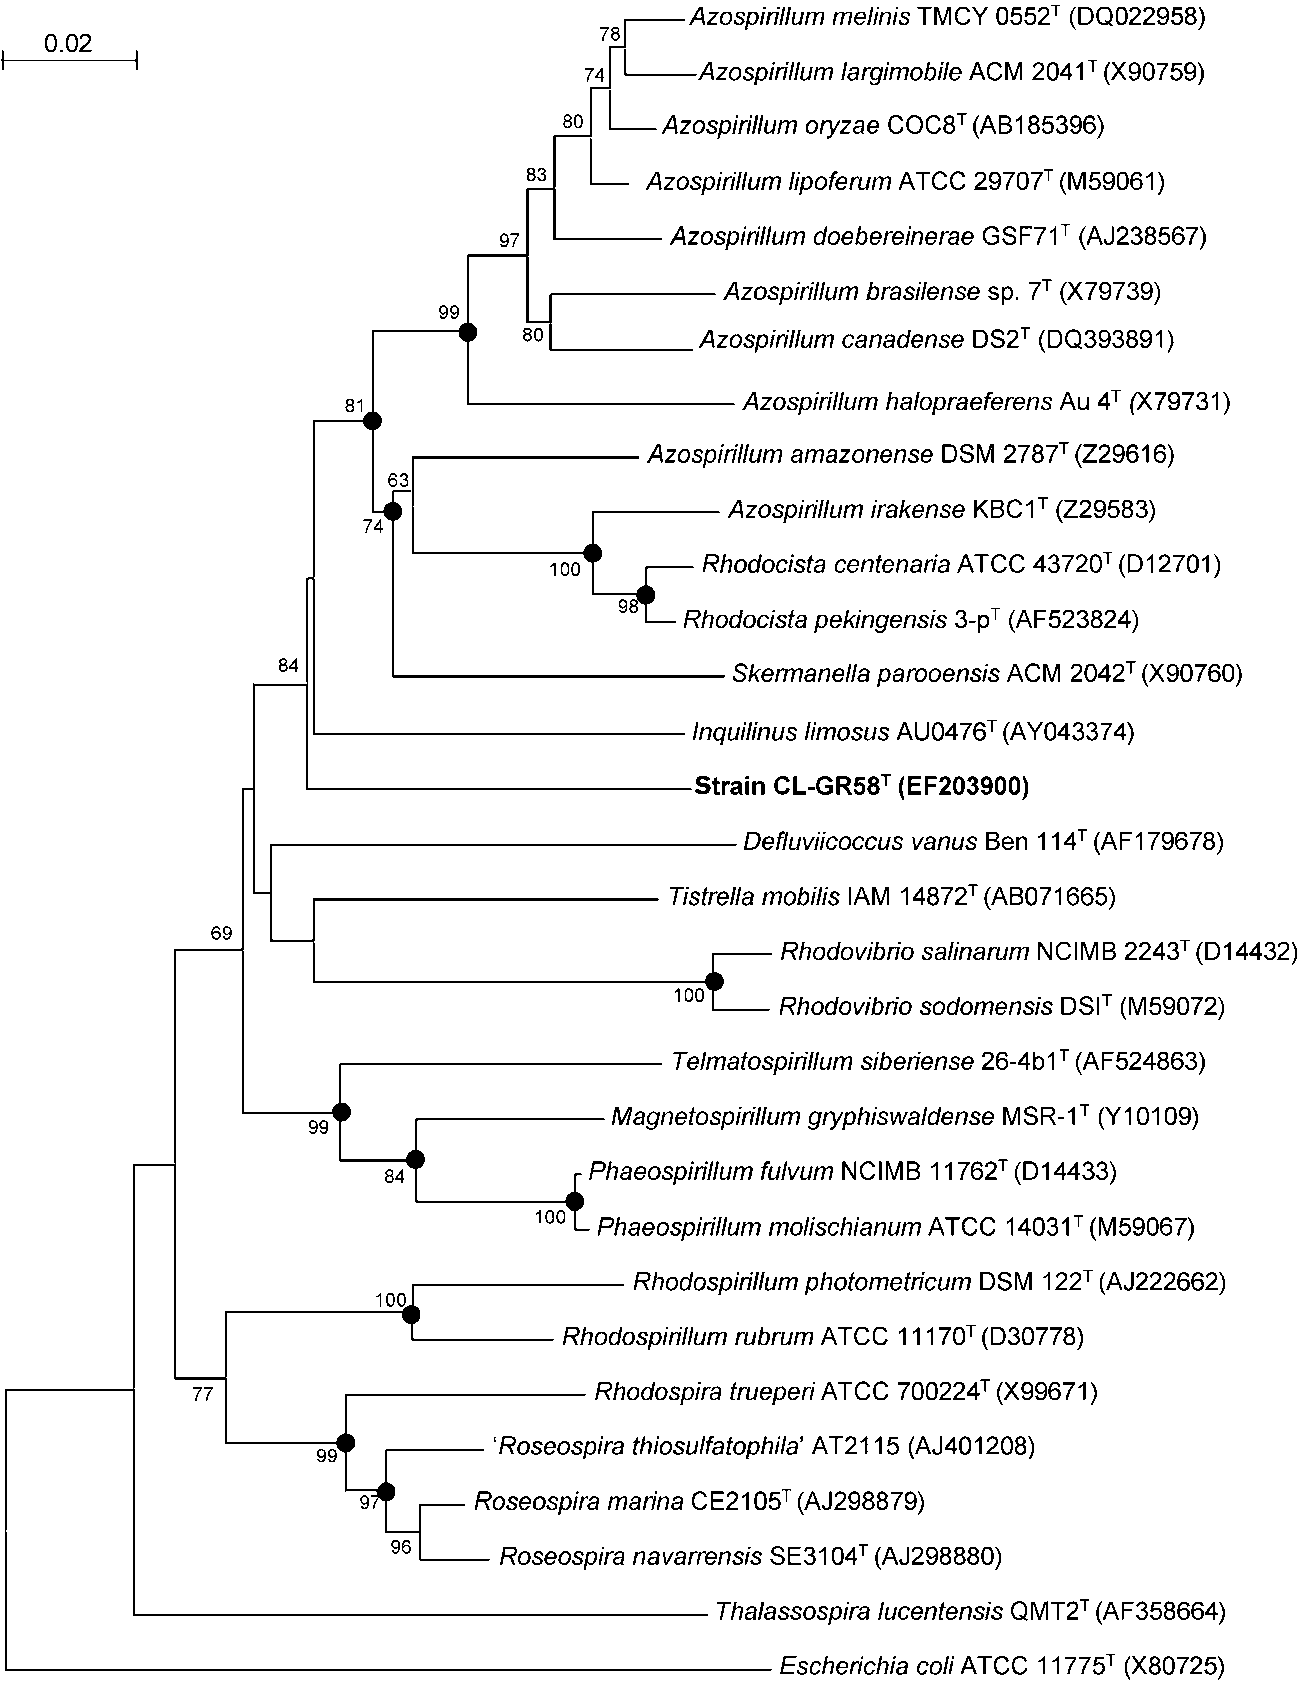 0.02
Azospirillum melinis TMCY 0552ᵀ (DQ022958)
78
Azospirillum largimobile ACM 2041ᵀ (X90759)
74
Azospirillum oryzae COC8ᵀ (AB185396)
80
Azospirillum lipoferum ATCC 29707ᵀ (M59061)
83
Azospirillum doebereinerae GSF71ᵀ (AJ238567)
97
Azospirillum brasilense sp. 7ᵀ (X79739)
99
80
Azospirillum canadense DS2ᵀ (DQ393891)
Azospirillum halopraeferens Au 4ᵀ (X79731)
81
Azospirillum amazonense DSM 2787ᵀ (Z29616)
63
Azospirillum irakense KBC1ᵀ (Z29583)
74
Rhodocista centenaria ATCC 43720ᵀ (D12701)
100
98
Rhodocista pekingensis 3-pᵀ (AF523824)
84
Skermanella parooensis ACM 2042ᵀ (X90760)
Inquilinus limosus AU0476ᵀ (AY043374)
Strain CL-GR58ᵀ (EF203900)
Defluviicoccus vanus Ben 114ᵀ (AF179678)
Tistrella mobilis IAM 14872ᵀ (AB071665)
69
Rhodovibrio salinarum NCIMB 2243ᵀ (D14432)
100
Rhodovibrio sodomensis DSIᵀ (M59072)
Telmatospirillum siberiense 26-4b1ᵀ (AF524863)
99
Magnetospirillum gryphiswaldense MSR-1ᵀ (Y10109)
84
Phaeospirillum fulvum NCIMB 11762ᵀ (D14433)
100
Phaeospirillum molischianum ATCC 14031ᵀ (M59067)
Rhodospirillum photometricum DSM 122ᵀ (AJ222662)
100
Rhodospirillum rubrum ATCC 11170ᵀ (D30778)
77
Rhodospira trueperi ATCC 700224ᵀ (X99671)
99
‘Roseospira thiosulfatophila’ AT2115 (AJ401208)
97
Roseospira marina CE2105ᵀ (AJ298879)
96
Roseospira navarrensis SE3104ᵀ (AJ298880)
Thalassospira lucentensis QMT2ᵀ (AF358664)
Escherichia coli ATCC 11775ᵀ (X80725)